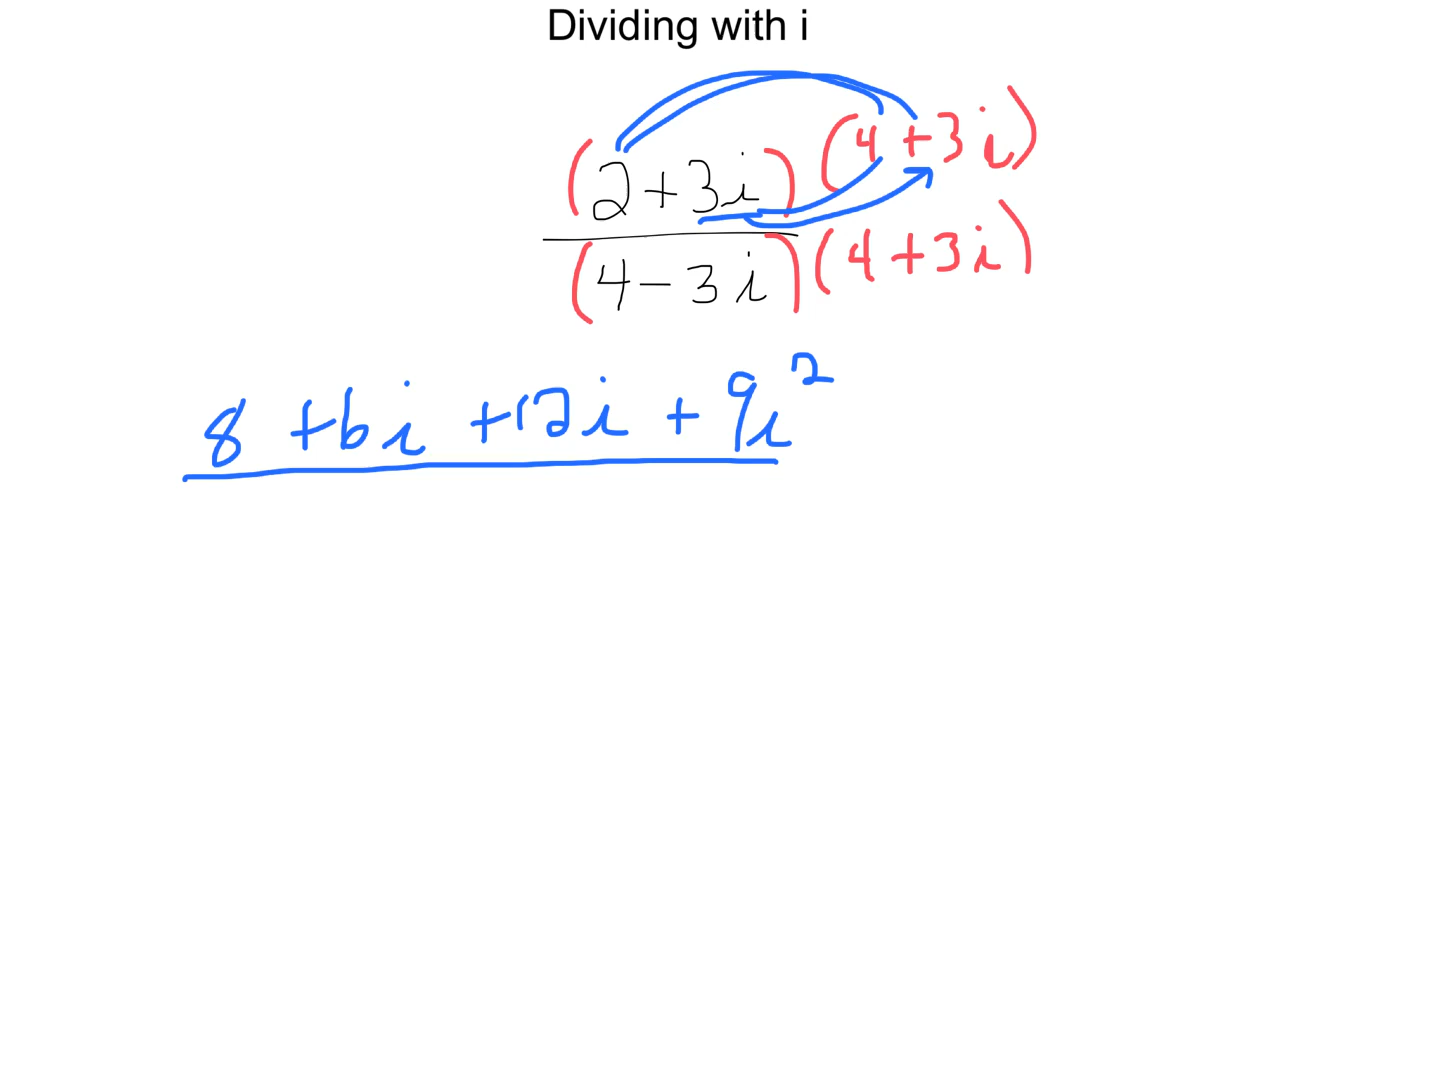 Dividing with i
(2+3i)(4+3i)
(4-3i)(4+3i)
8 +6i +12i + 9i²